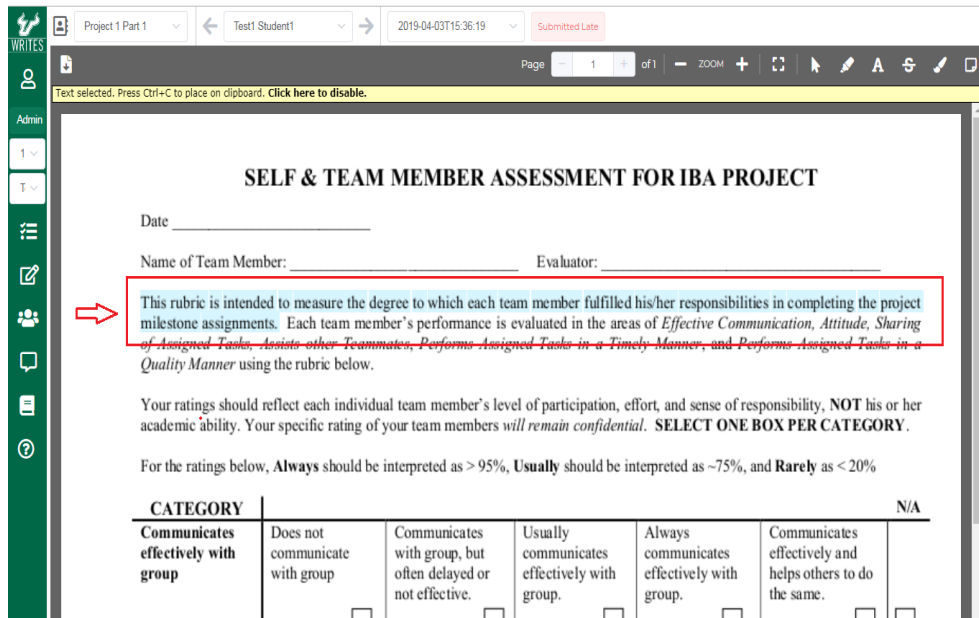 WRITES
Project 1 Part 1
Test1 Student1
2019-04-03T15:36:19
Submitted Late
Page - 1 + of 1 - ZOOM + A S
Text selected. Press Ctrl+C to place on clipboard. Click here to disable.
Admin
1
T
SELF & TEAM MEMBER ASSESSMENT FOR IBA PROJECT
Date ____________________
Name of Team Member: ____________________ Evaluator: ____________________
This rubric is intended to measure the degree to which each team member fulfilled his/her responsibilities in completing the project
milestone assignments. Each team member's performance is evaluated in the areas of Effective Communication, Attitude, Sharing
of Assigned Tasks, Assists other Teammates, Performs Assigned Tasks in a Timely Manner, and Performs Assigned Tasks in a
Quality Manner using the rubric below.
Your ratings should reflect each individual team member's level of participation, effort, and sense of responsibility, NOT his or her
academic ability. Your specific rating of your team members will remain confidential. SELECT ONE BOX PER CATEGORY.
For the ratings below, Always should be interpreted as > 95%, Usually should be interpreted as ~75%, and Rarely as < 20%
CATEGORY
N/A
Communicates
effectively with
group
Does not
communicate
with group
Communicates
with group, but
often delayed or
not effective.
Usually
communicates
effectively with
group.
Always
communicates
effectively with
group.
Communicates
effectively and
helps others to do
the same.